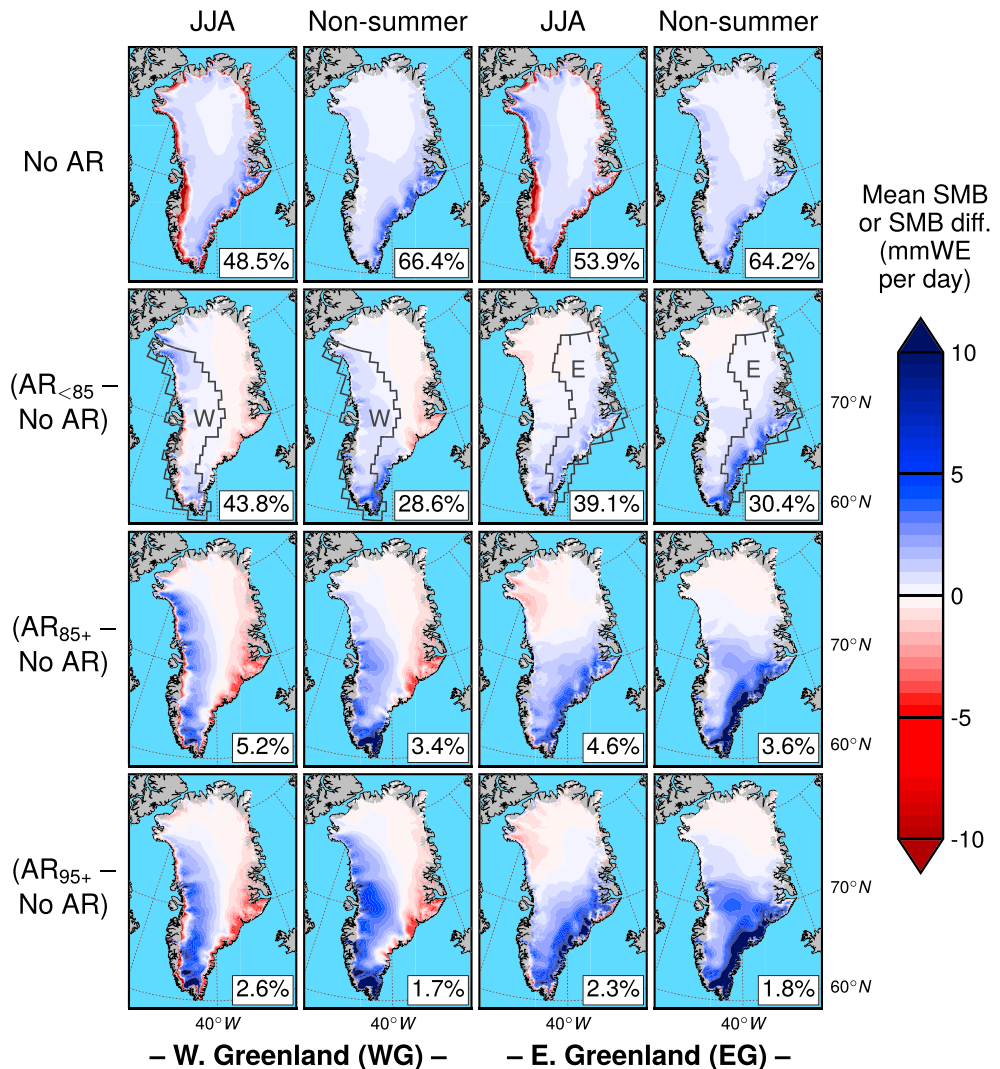 JJA Non-summer JJA Non-summer
No AR
48.5% 66.4% 53.9% 64.2%
Mean SMB
or SMB diff.
(mmWE
per day)
(AR<85 –
No AR)
W W E E
43.8% 28.6% 39.1% 30.4%
70°N
60°N
(AR85+ –
No AR)
5.2% 3.4% 4.6% 3.6%
70°N
60°N
(AR95+ –
No AR)
2.6% 1.7% 2.3% 1.8%
70°N
60°N
10
5
0
-5
-10
40°W 40°W
– W. Greenland (WG) – – E. Greenland (EG) –